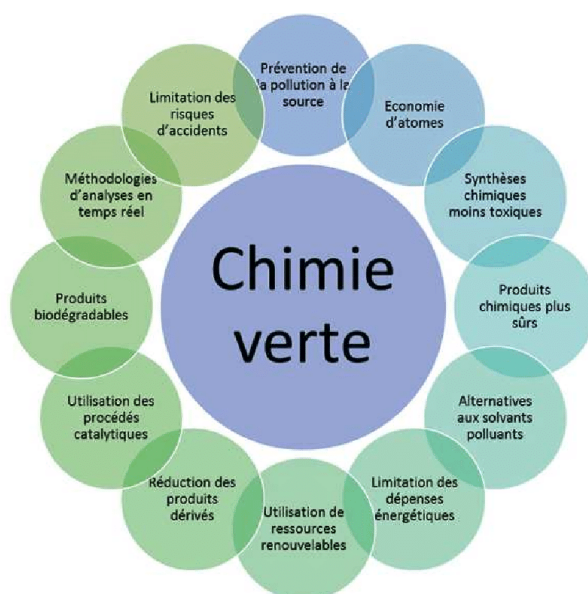 Prévention de
la pollution à la
source
Economie
d'atomes
Synthèses
chimiques
moins toxiques
Produits
chimiques plus
sûrs
Alternatives
aux solvants
polluants
Limitation des
dépenses
énergétiques
Utilisation de
ressources
renouvelables
Réduction des
produits
dérivés
Utilisation des
procédés
catalytiques
Produits
biodégradables
Méthodologies
d'analyses en
temps réel
Limitation des
risques
d'accidents
Chimie
verte